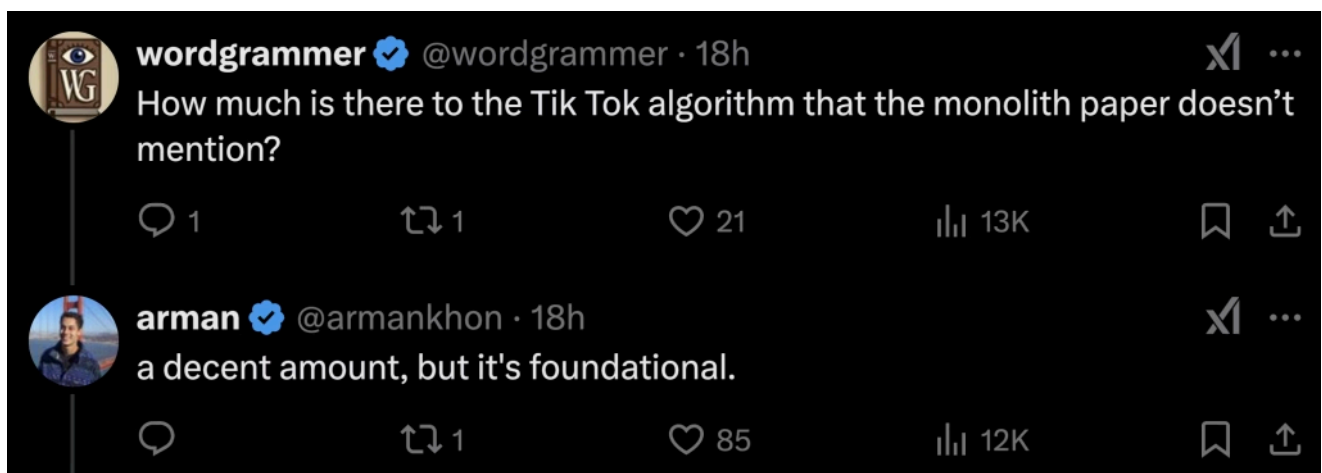 WG
wordgrammer @wordgrammer · 18h
How much is there to the Tik Tok algorithm that the monolith paper doesn’t
mention?
1 1 21 13K
arman @armankhon · 18h
a decent amount, but it's foundational.
1 85 12K